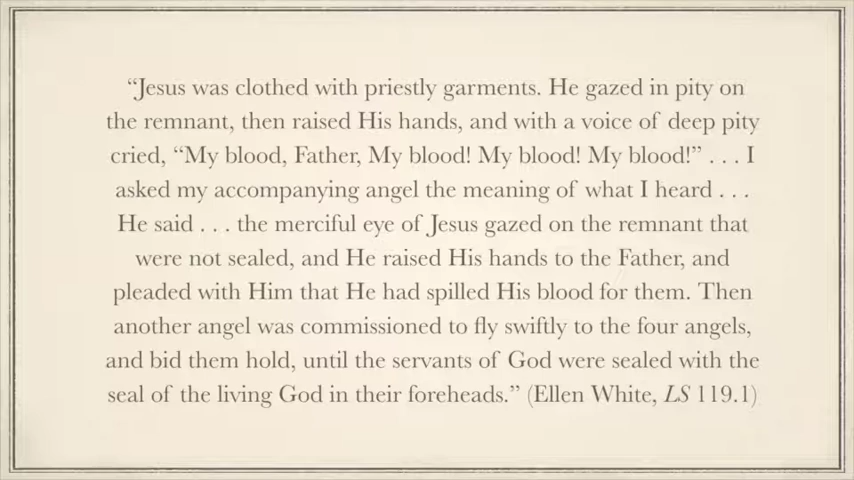 “Jesus was clothed with priestly garments. He gazed in pity on
the remnant, then raised His hands, and with a voice of deep pity
cried, “My blood, Father, My blood! My blood! My blood!” . . . I
asked my accompanying angel the meaning of what I heard . . .
He said . . . the merciful eye of Jesus gazed on the remnant that
were not sealed, and He raised His hands to the Father, and
pleaded with Him that He had spilled His blood for them. Then
another angel was commissioned to fly swiftly to the four angels,
and bid them hold, until the servants of God were sealed with the
seal of the living God in their foreheads.” (Ellen White, LS 119.1)